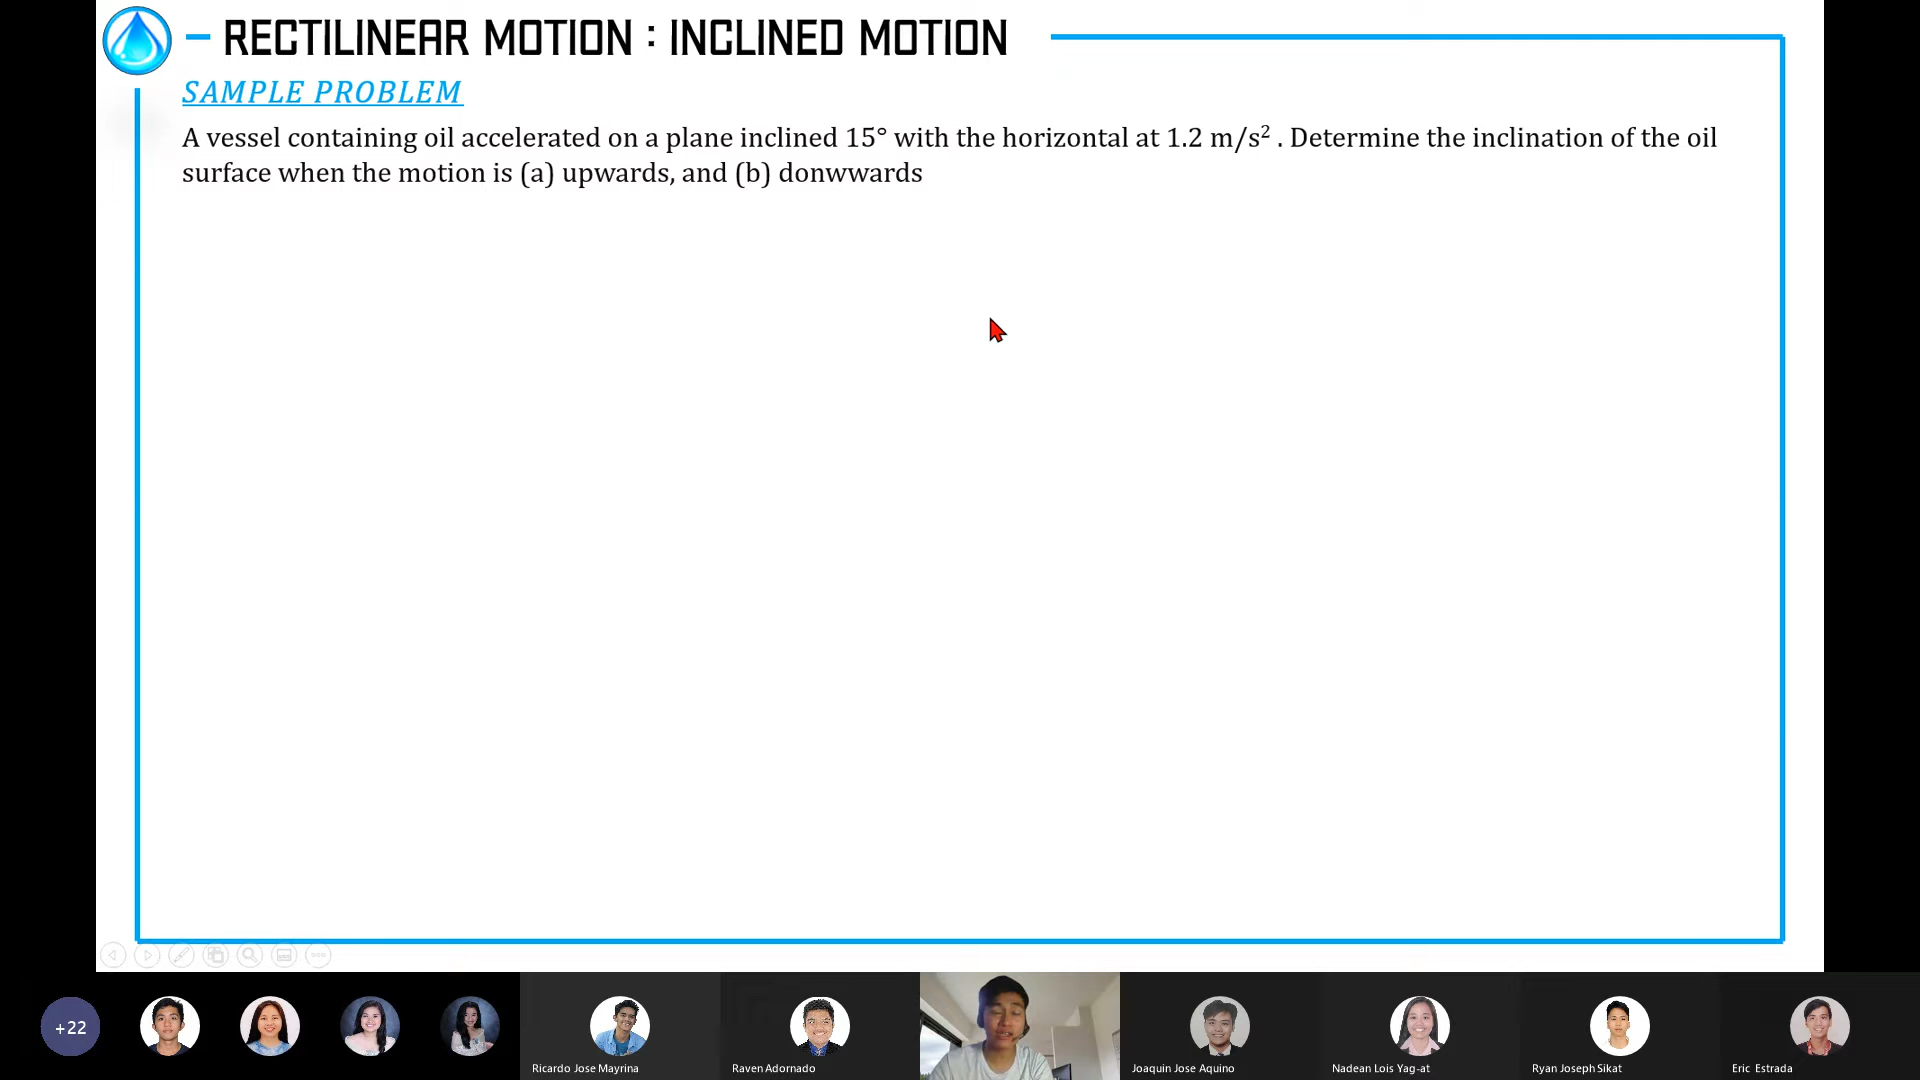 RECTILINEAR MOTION : INCLINED MOTION
SAMPLE PROBLEM
A vessel containing oil accelerated on a plane inclined 15° with the horizontal at 1.2 m/s² . Determine the inclination of the oil
surface when the motion is (a) upwards, and (b) donwwards
+22
Ricardo Jose Mayrina
Raven Adornado
Joaquin Jose Aquino
Nadean Lois Yag-at
Ryan Joseph Sikat
Eric Estrada